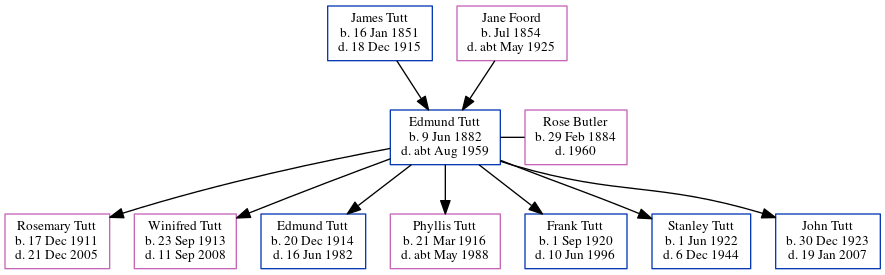 James Tutt
b. 16 Jan 1851
d. 18 Dec 1915
Jane Foord
b. Jul 1854
d. abt May 1925
Edmund Tutt
b. 9 Jun 1882
d. abt Aug 1959
Rose Butler
b. 29 Feb 1884
d. 1960
Rosemary Tutt
b. 17 Dec 1911
d. 21 Dec 2005
Winifred Tutt
b. 23 Sep 1913
d. 11 Sep 2008
Edmund Tutt
b. 20 Dec 1914
d. 16 Jun 1982
Phyllis Tutt
b. 21 Mar 1916
d. abt May 1988
Frank Tutt
b. 1 Sep 1920
d. 10 Jun 1996
Stanley Tutt
b. 1 Jun 1922
d. 6 Dec 1944
John Tutt
b. 30 Dec 1923
d. 19 Jan 2007